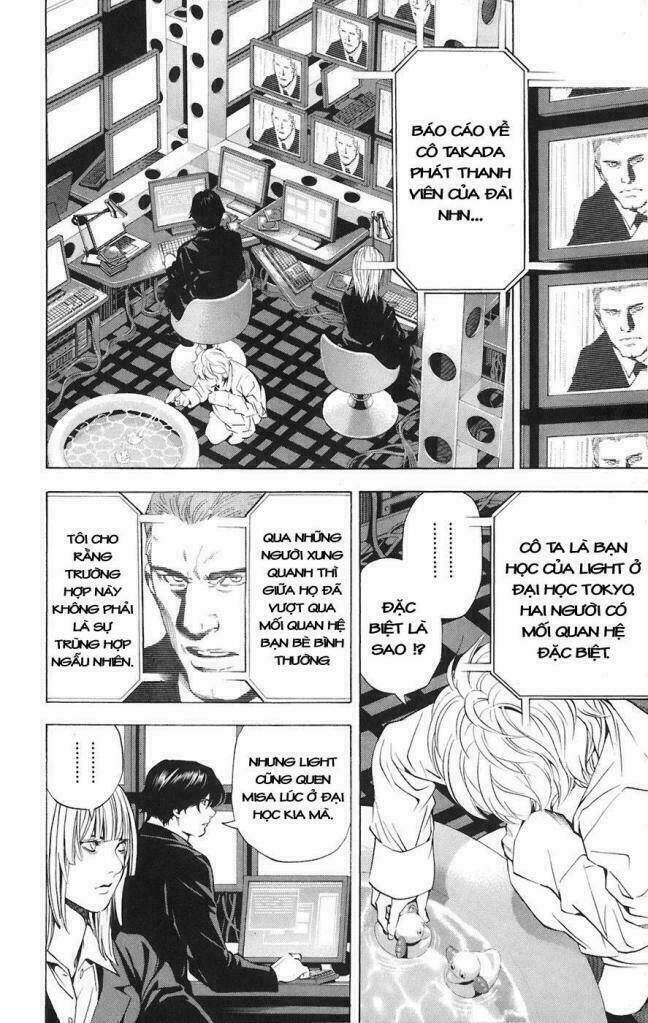 BÁO CÁO VỀ
CÔ TAKADA
PHÁT THANH
VIÊN CỦA ĐÀI
NHN...
CÔ TA LÀ BẠN
HỌC CỦA LIGHT Ở
ĐẠI HỌC TOKYO.
HAI NGƯỜI CÓ
MỐI QUAN HỆ
ĐẶC BIỆT.
......
ĐẶC
BIỆT LÀ
SAO !?
QUA NHỮNG
NGƯỜI XUNG
QUANH THÌ
GIỮA HỌ ĐÃ
VƯỢT QUA
MỐI QUAN HỆ
BẠN BÈ BÌNH
THƯỜNG
TÔI CHO
RẰNG
TRƯỜNG
HỢP NÀY
KHÔNG PHẢI
LÀ SỰ
TRÙNG HỢP
NGẪU NHIÊN.
NHƯNG LIGHT
CŨNG QUEN
MISA LÚC Ở ĐẠI
HỌC KIA MÀ.
......